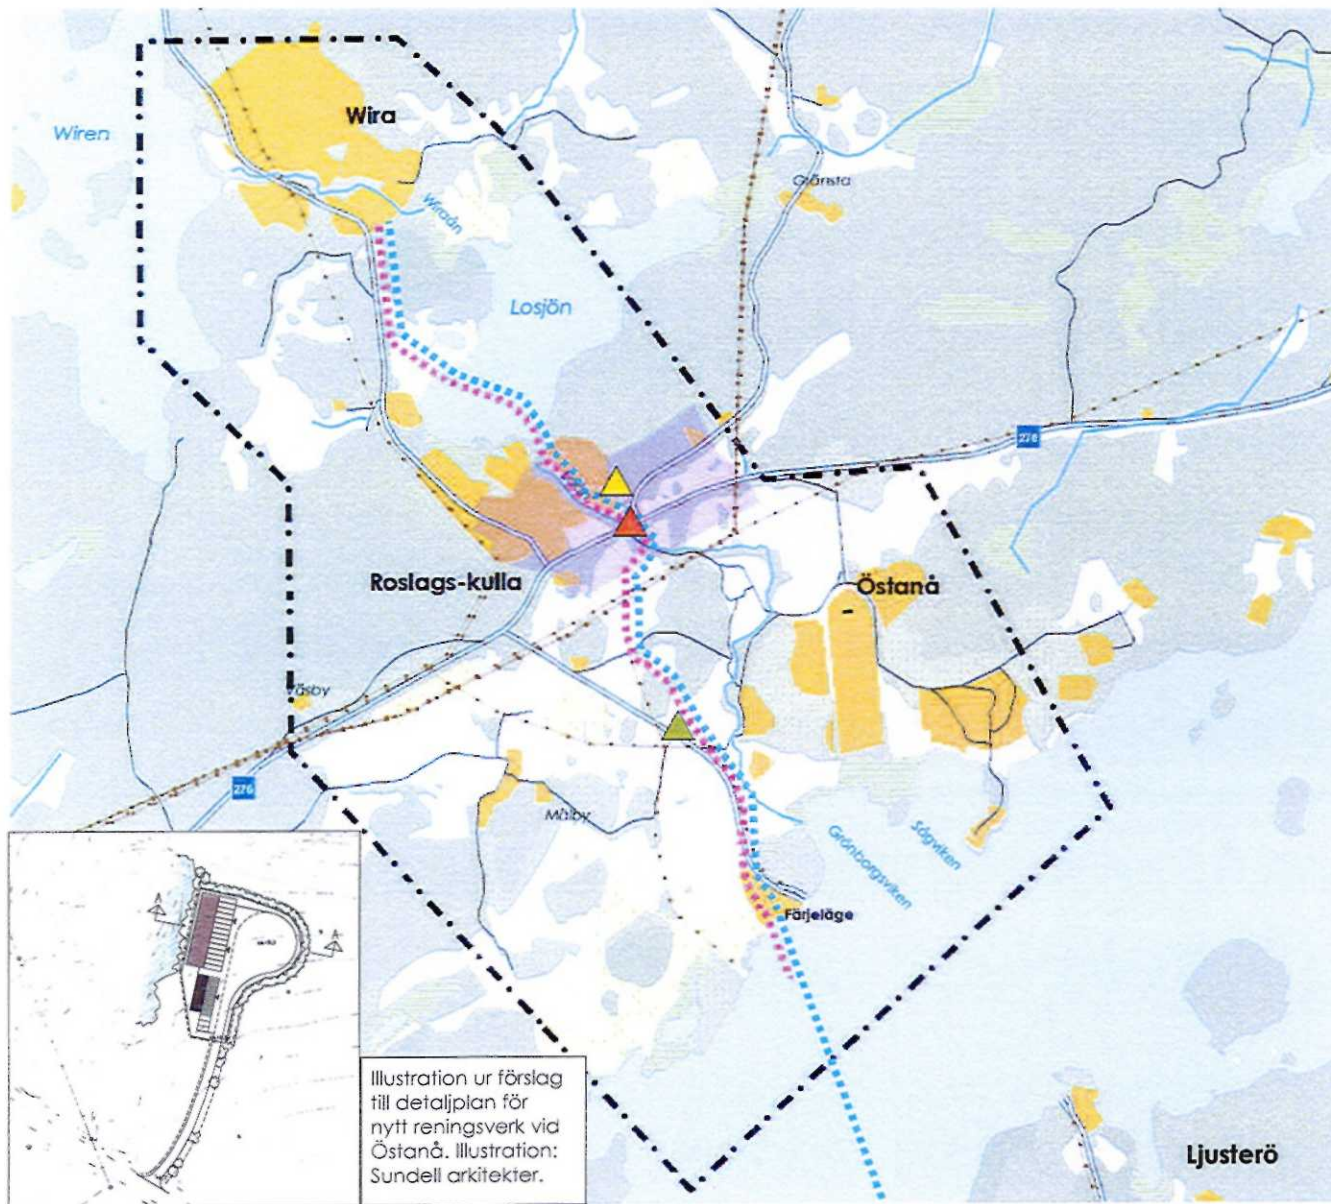 Wira
Wiren
Wiraån
Gränsta
Losjön
276
Roslags-kulla
Östanå
Väsby
276
Mälby
Grönborgsviken
Sågviken
Färjeläge
Illustration ur förslag
till detaljplan för
nytt reningsverk vid
Östanå. Illustration:
Sundell arkitekter.
Ljusterö